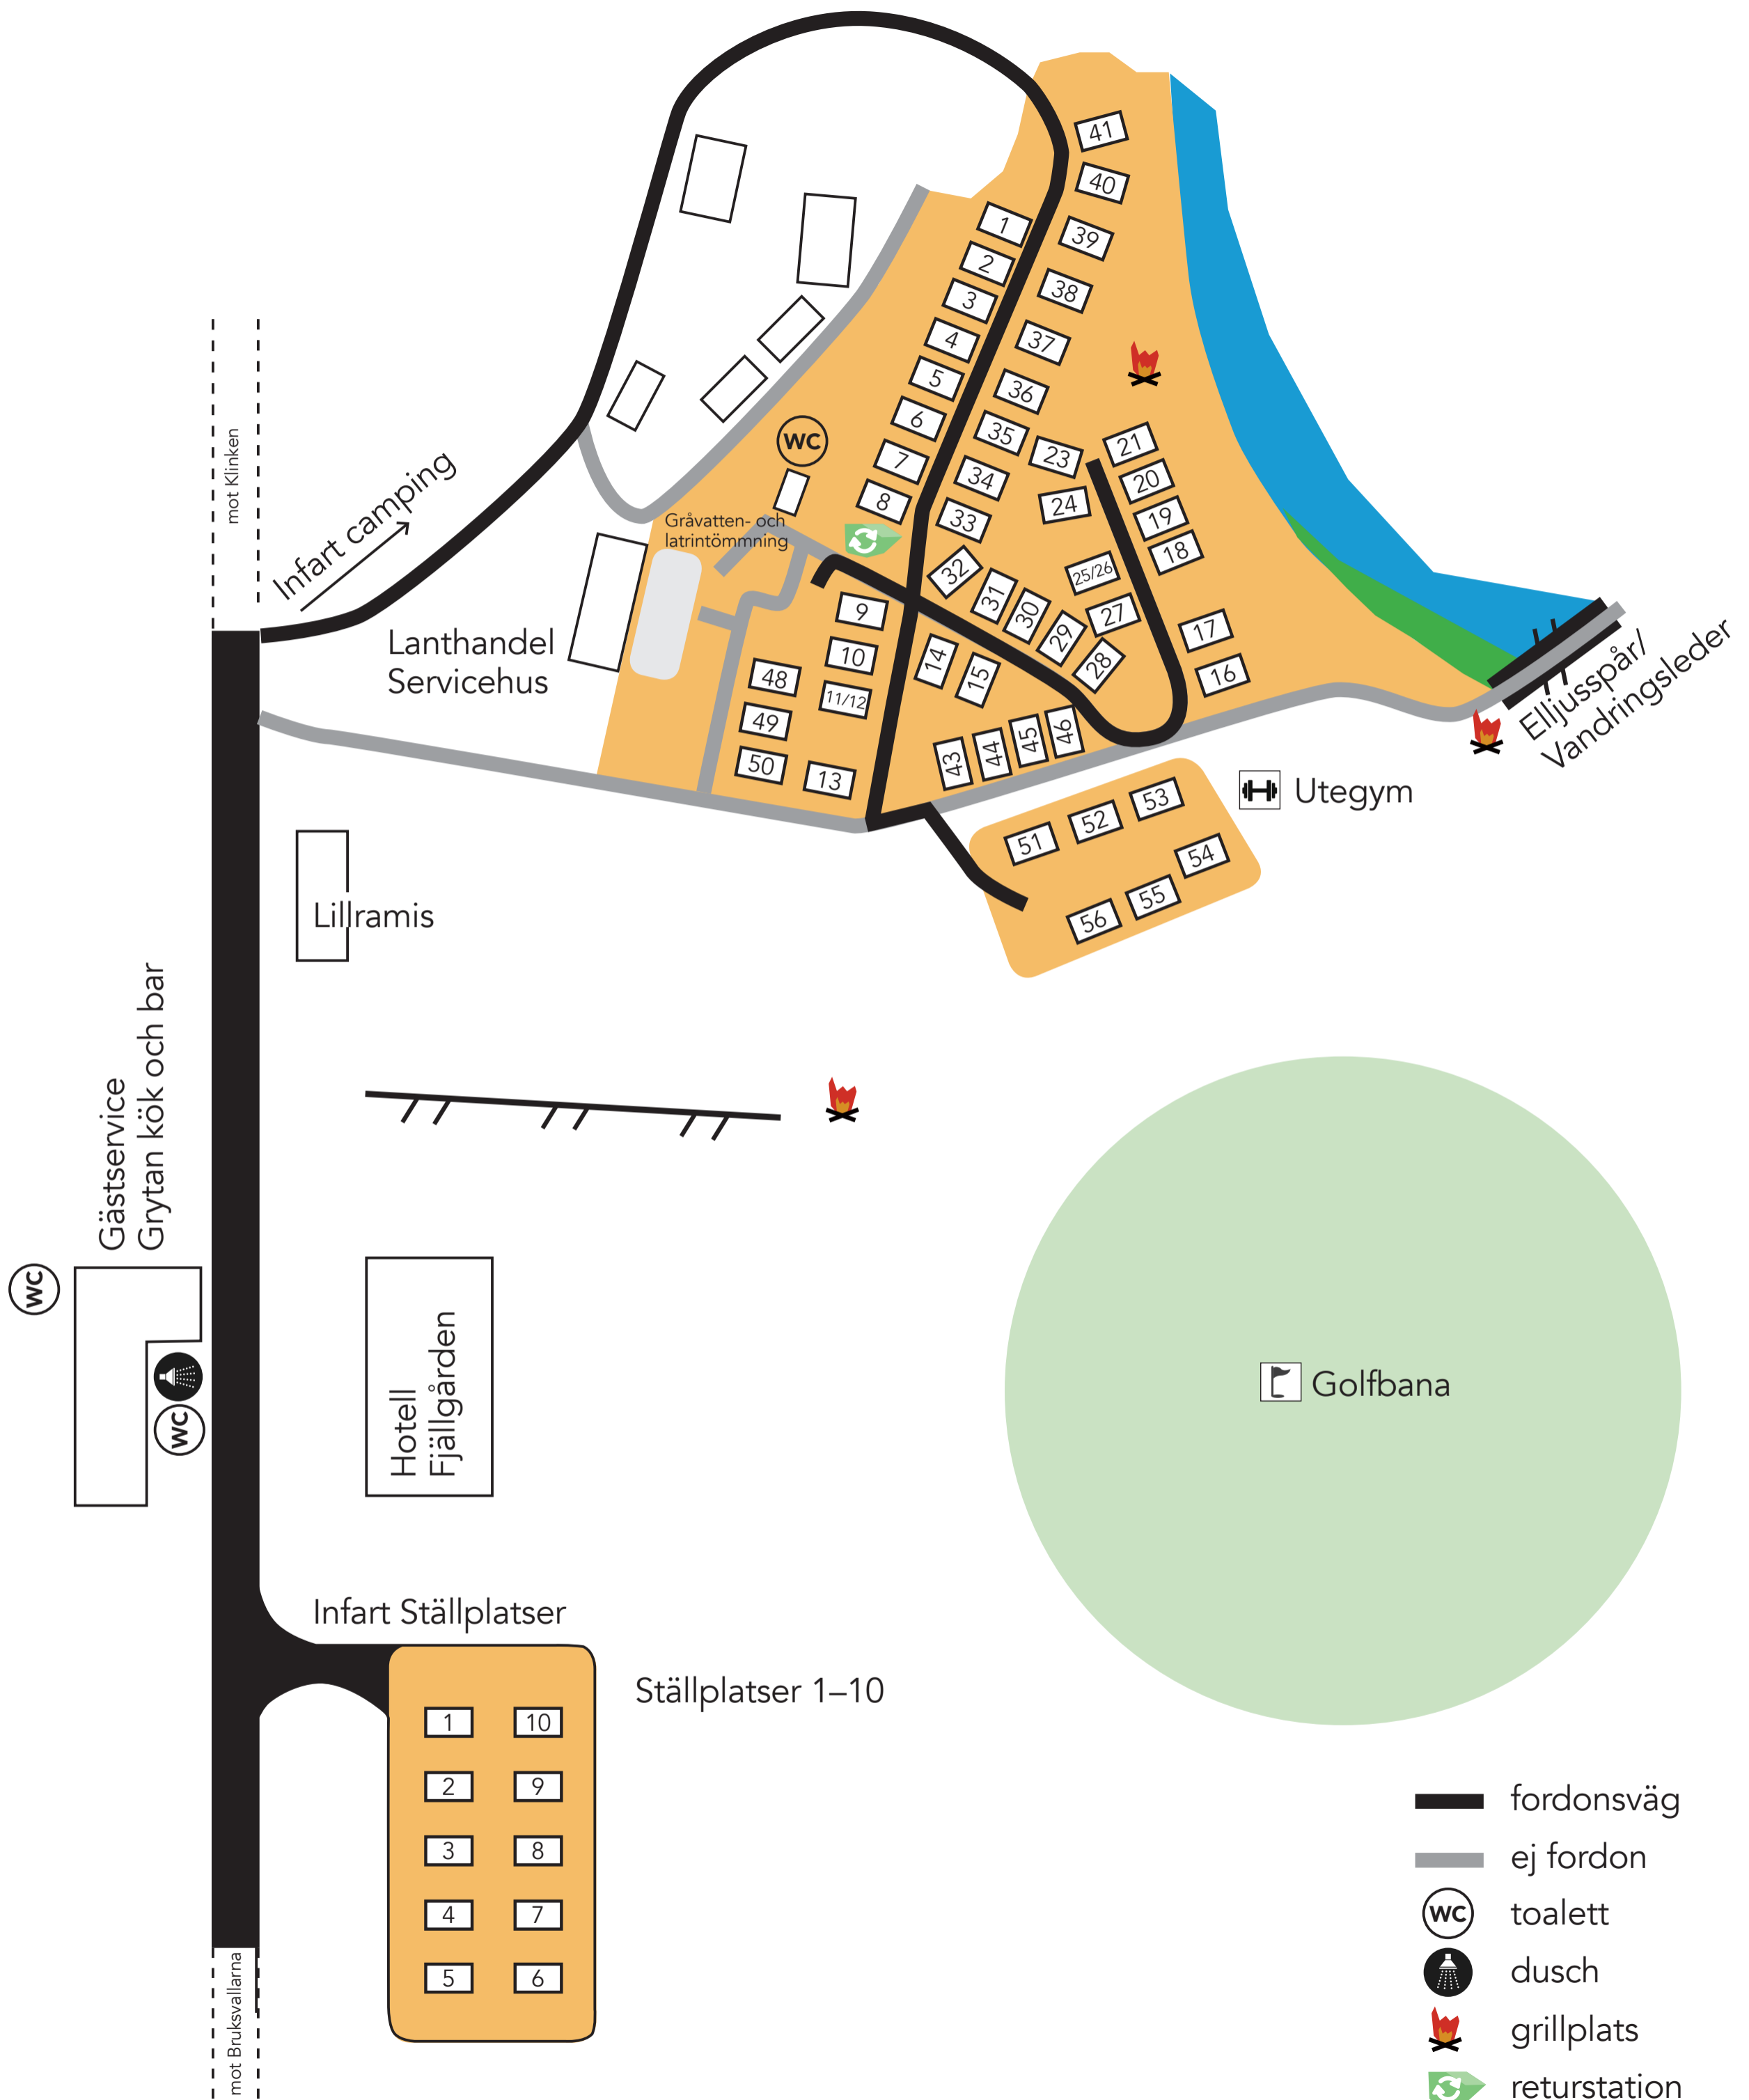 41
40
1
39
2
38
3
4
37
5
36
6
35
21
WC
23
7
34
20
8
24
19
33
18
mot Klinken
Infart camping
Gråvatten- och
latrintömmning
32
25/26
31
30
27
9
29
17
Lanthandel
Servicehus
10
14
28
16
48
15
11/12
49
46
45
44
43
50
13
Elljusspår/
Vandringsleder
Utegym
53
52
51
54
55
56
Lillramis
Gästservice
Grytan kök och bar
WC
WC
Hotell
Fjällgården
Golfbana
Infart Ställplatser
Ställplatser 1–10
1
10
2
9
3
8
4
7
5
6
mot Bruksvallarna
fordonsväg
ej fordon
WC
toalett
dusch
grillplats
returstation